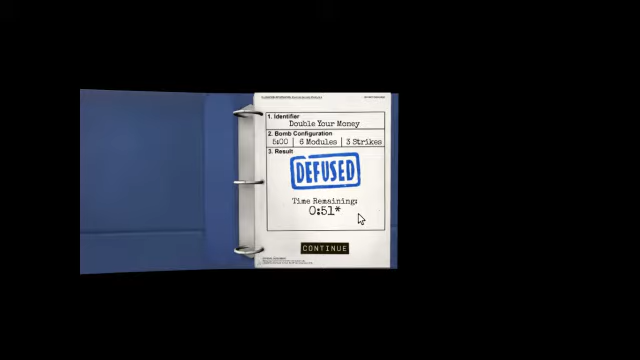 1. Identifier
Double Your Money
2. Bomb Configuration
5:00 6 Modules 3 Strikes
3. Result
DEFUSED
Time Remaining:
0:51*
CONTINUE